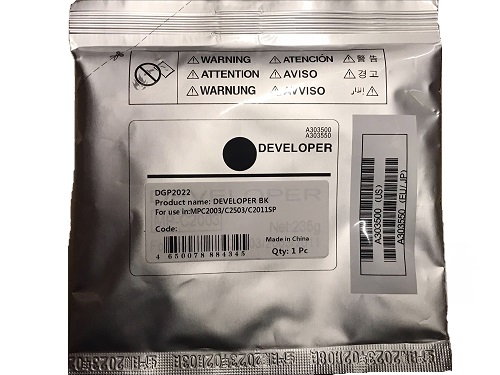 ⚠WARNING ⚠ATENCIÓN ⚠警告
⚠ATTENTION ⚠AVISO ⚠경고
⚠WARNUNG ⚠AVVISO ⚠إنذار
A303500
A303550
DEVELOPER
DGP2022
Product name: DEVELOPER BK
For use in:MPC2003/C2503/C2011SP
Code:
Made in China
4 650078 884345
Qty: 1 Pc
A303500 (US)
A303550 (EU/JP)